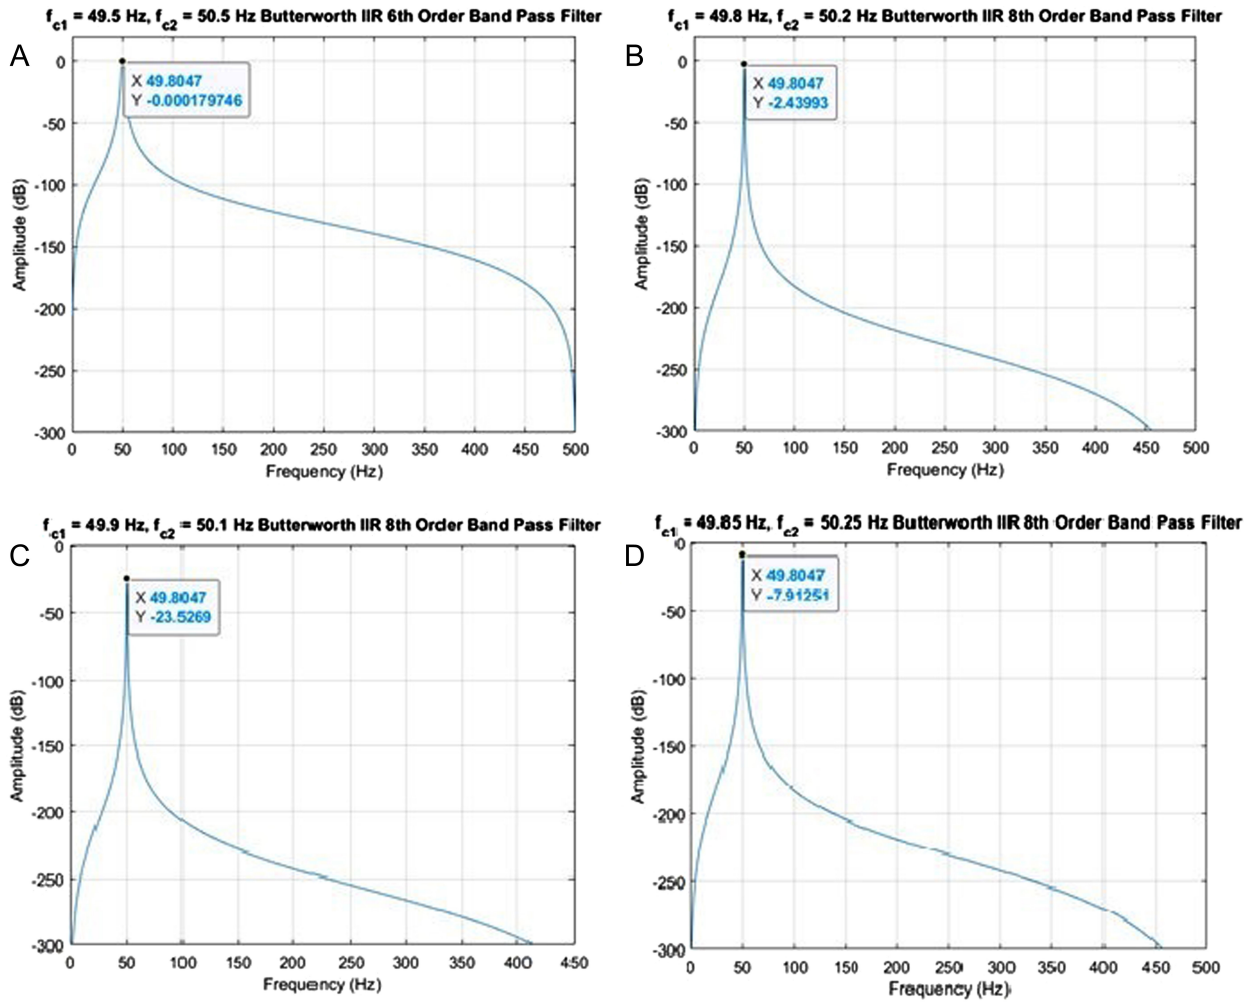 f_c1 = 49.5 Hz, f_c2 = 50.5 Hz Butterworth IIR 6th Order Band Pass Filter
A
0
-50
-100
-150
-200
-250
-300
Amplitude (dB)
X 49.8047
Y -0.000179746
0 50 100 150 200 250 300 350 400 450 500
Frequency (Hz)
f_c1 = 49.8 Hz, f_c2 = 50.2 Hz Butterworth IIR 8th Order Band Pass Filter
B
0
-50
-100
-150
-200
-250
-300
Amplitude (dB)
X 49.8047
Y -2.43993
0 50 100 150 200 250 300 350 400 450 500
Frequency (Hz)
f_c1 = 49.9 Hz, f_c2 = 50.1 Hz Butterworth IIR 8th Order Band Pass Filter
C
0
-50
-100
-150
-200
-250
-300
Amplitude (dB)
X 49.8047
Y -23.5269
0 50 100 150 200 250 300 350 400 450
Frequency (Hz)
f_c1 = 49.85 Hz, f_c2 = 50.25 Hz Butterworth IIR 8th Order Band Pass Filter
D
0
-50
-100
-150
-200
-250
-300
Amplitude (dB)
X 49.8047
Y -7.91251
0 50 100 150 200 250 300 350 400 450 500
Frequency (Hz)